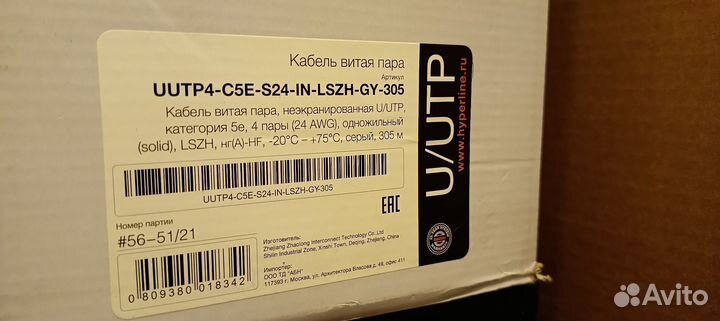 Кабель витая пара
Артикул
UUTP4-C5E-S24-IN-LSZH-GY-305
Кабель витая пара, неэкранированная U/UTP,
категория 5e, 4 пары (24 AWG), одножильный
(solid), LSZH, нг(A)-HF, -20°C – +75°C, серый, 305 м
UUTP4-C5E-S24-IN-LSZH-GY-305
Номер партии
#56-51/21
0 809380 018342
Изготовитель:
Zhejiang Zhaolong Interconnect Technology Co., Ltd
Shilin Industrial Zone, Xinshi Town, Deqing, Zhejiang, China
Импортер:
ООО ТД "АБН"
117393 г. Москва, ул. Архитектора Власова д. 49, офис 411
EAC
U/UTP
www.hyperline.ru
Avito